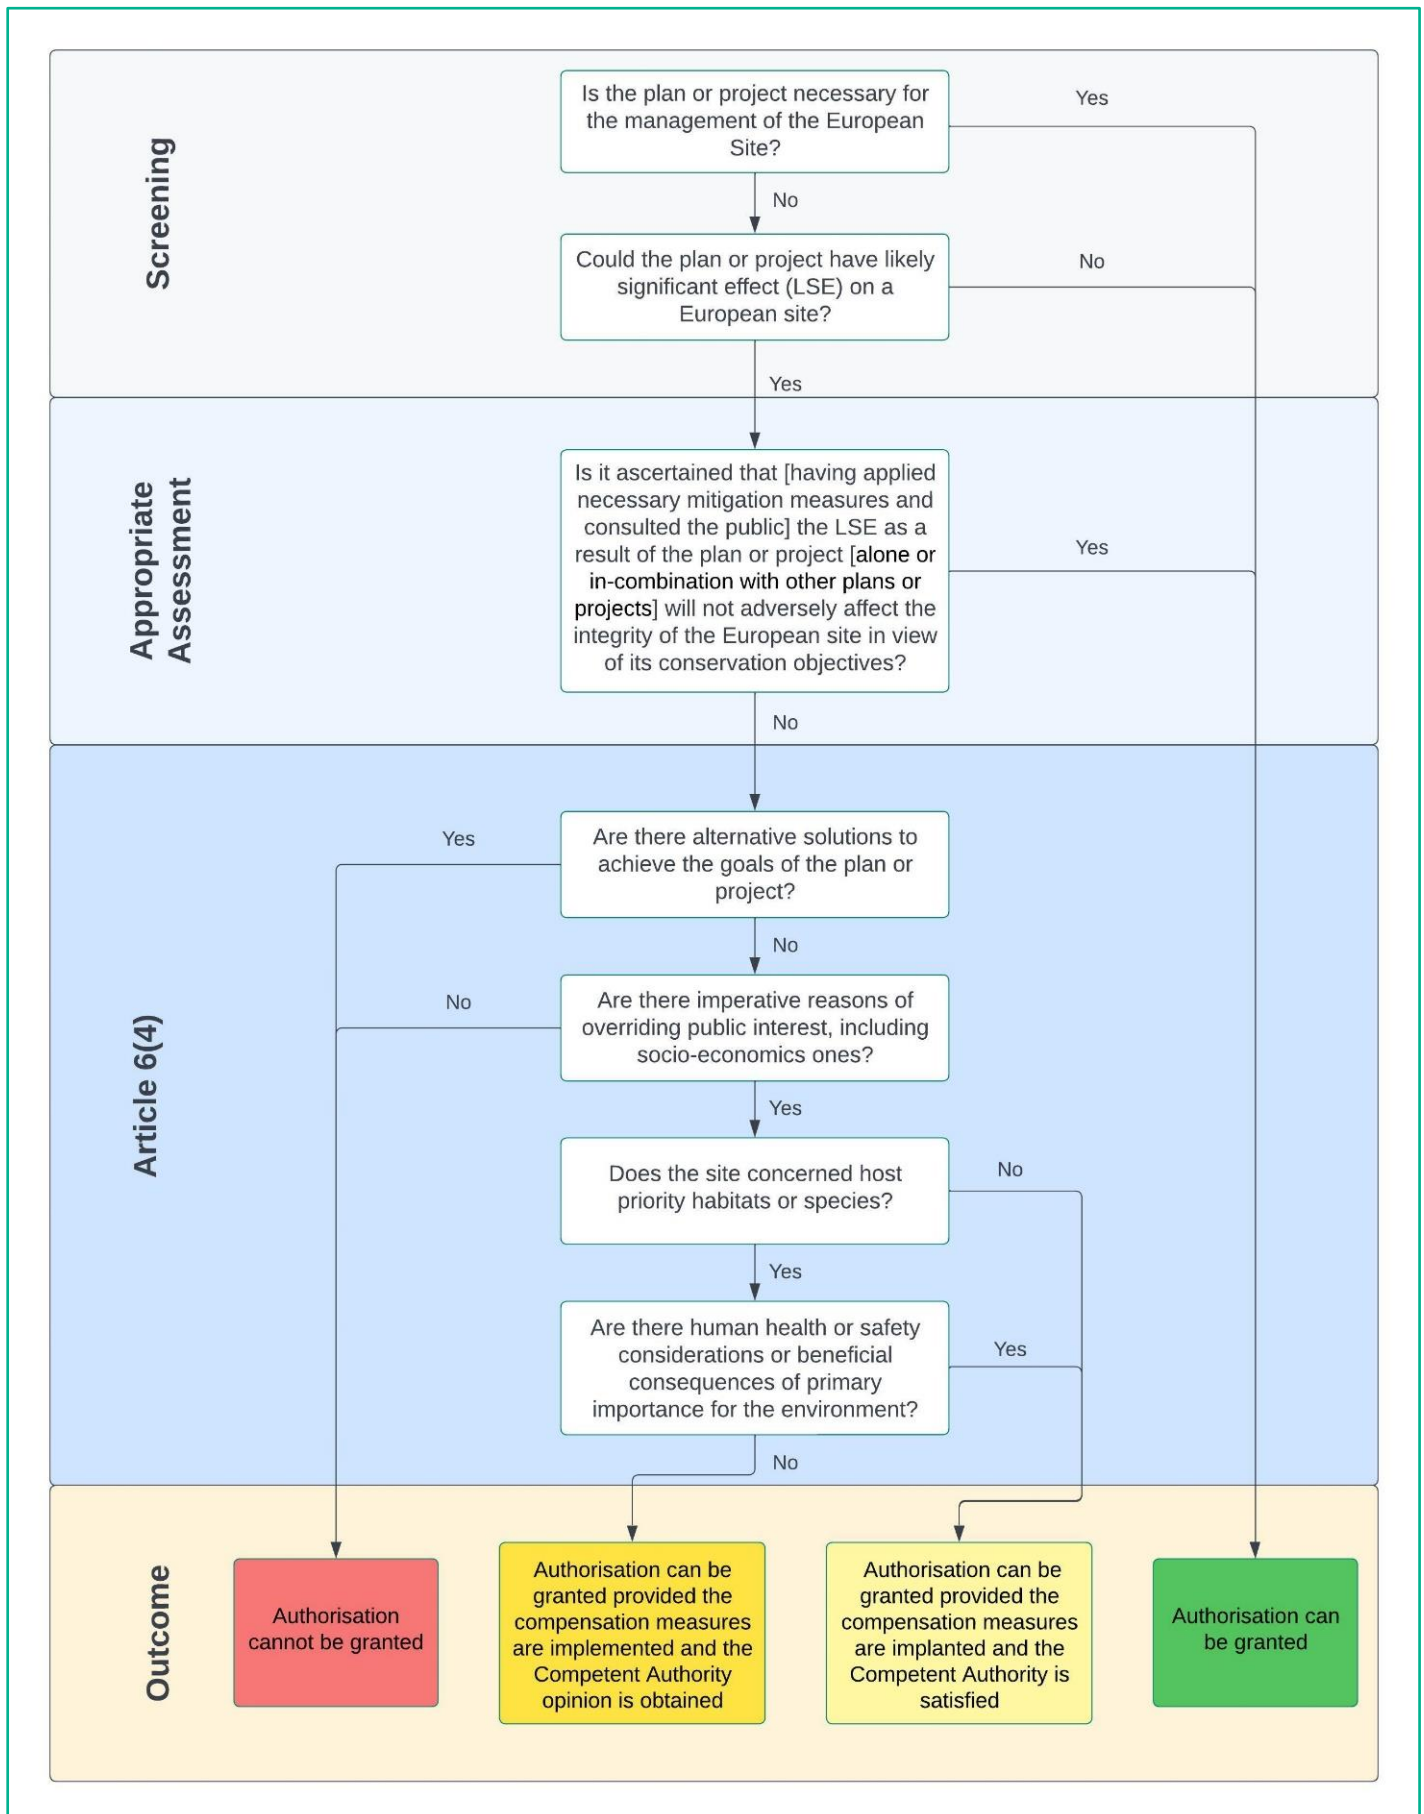 Screening
Is the plan or project necessary for
the management of the European
Site?
Yes
No
Could the plan or project have likely
significant effect (LSE) on a
European site?
No
Yes
Appropriate
Assessment
Is it ascertained that [having applied
necessary mitigation measures and
consulted the public] the LSE as a
result of the plan or project [alone or
in-combination with other plans or
projects] will not adversely affect the
integrity of the European site in view
of its conservation objectives?
Yes
No
Article 6(4)
Are there alternative solutions to
achieve the goals of the plan or
project?
Yes
No
Are there imperative reasons of
overriding public interest, including
socio-economics ones?
No
Yes
Does the site concerned host
priority habitats or species?
No
Yes
Are there human health or safety
considerations or beneficial
consequences of primary
importance for the environment?
Yes
No
Outcome
Authorisation
cannot be granted
Authorisation can be
granted provided the
compensation measures
are implemented and the
Competent Authority
opinion is obtained
Authorisation can be
granted provided the
compensation measures
are implanted and the
Competent Authority is
satisfied
Authorisation can
be granted